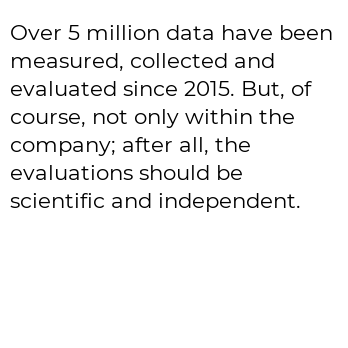 Over 5 million data have been
measured, collected and
evaluated since 2015. But, of
course, not only within the
company; after all, the
evaluations should be
scientific and independent.